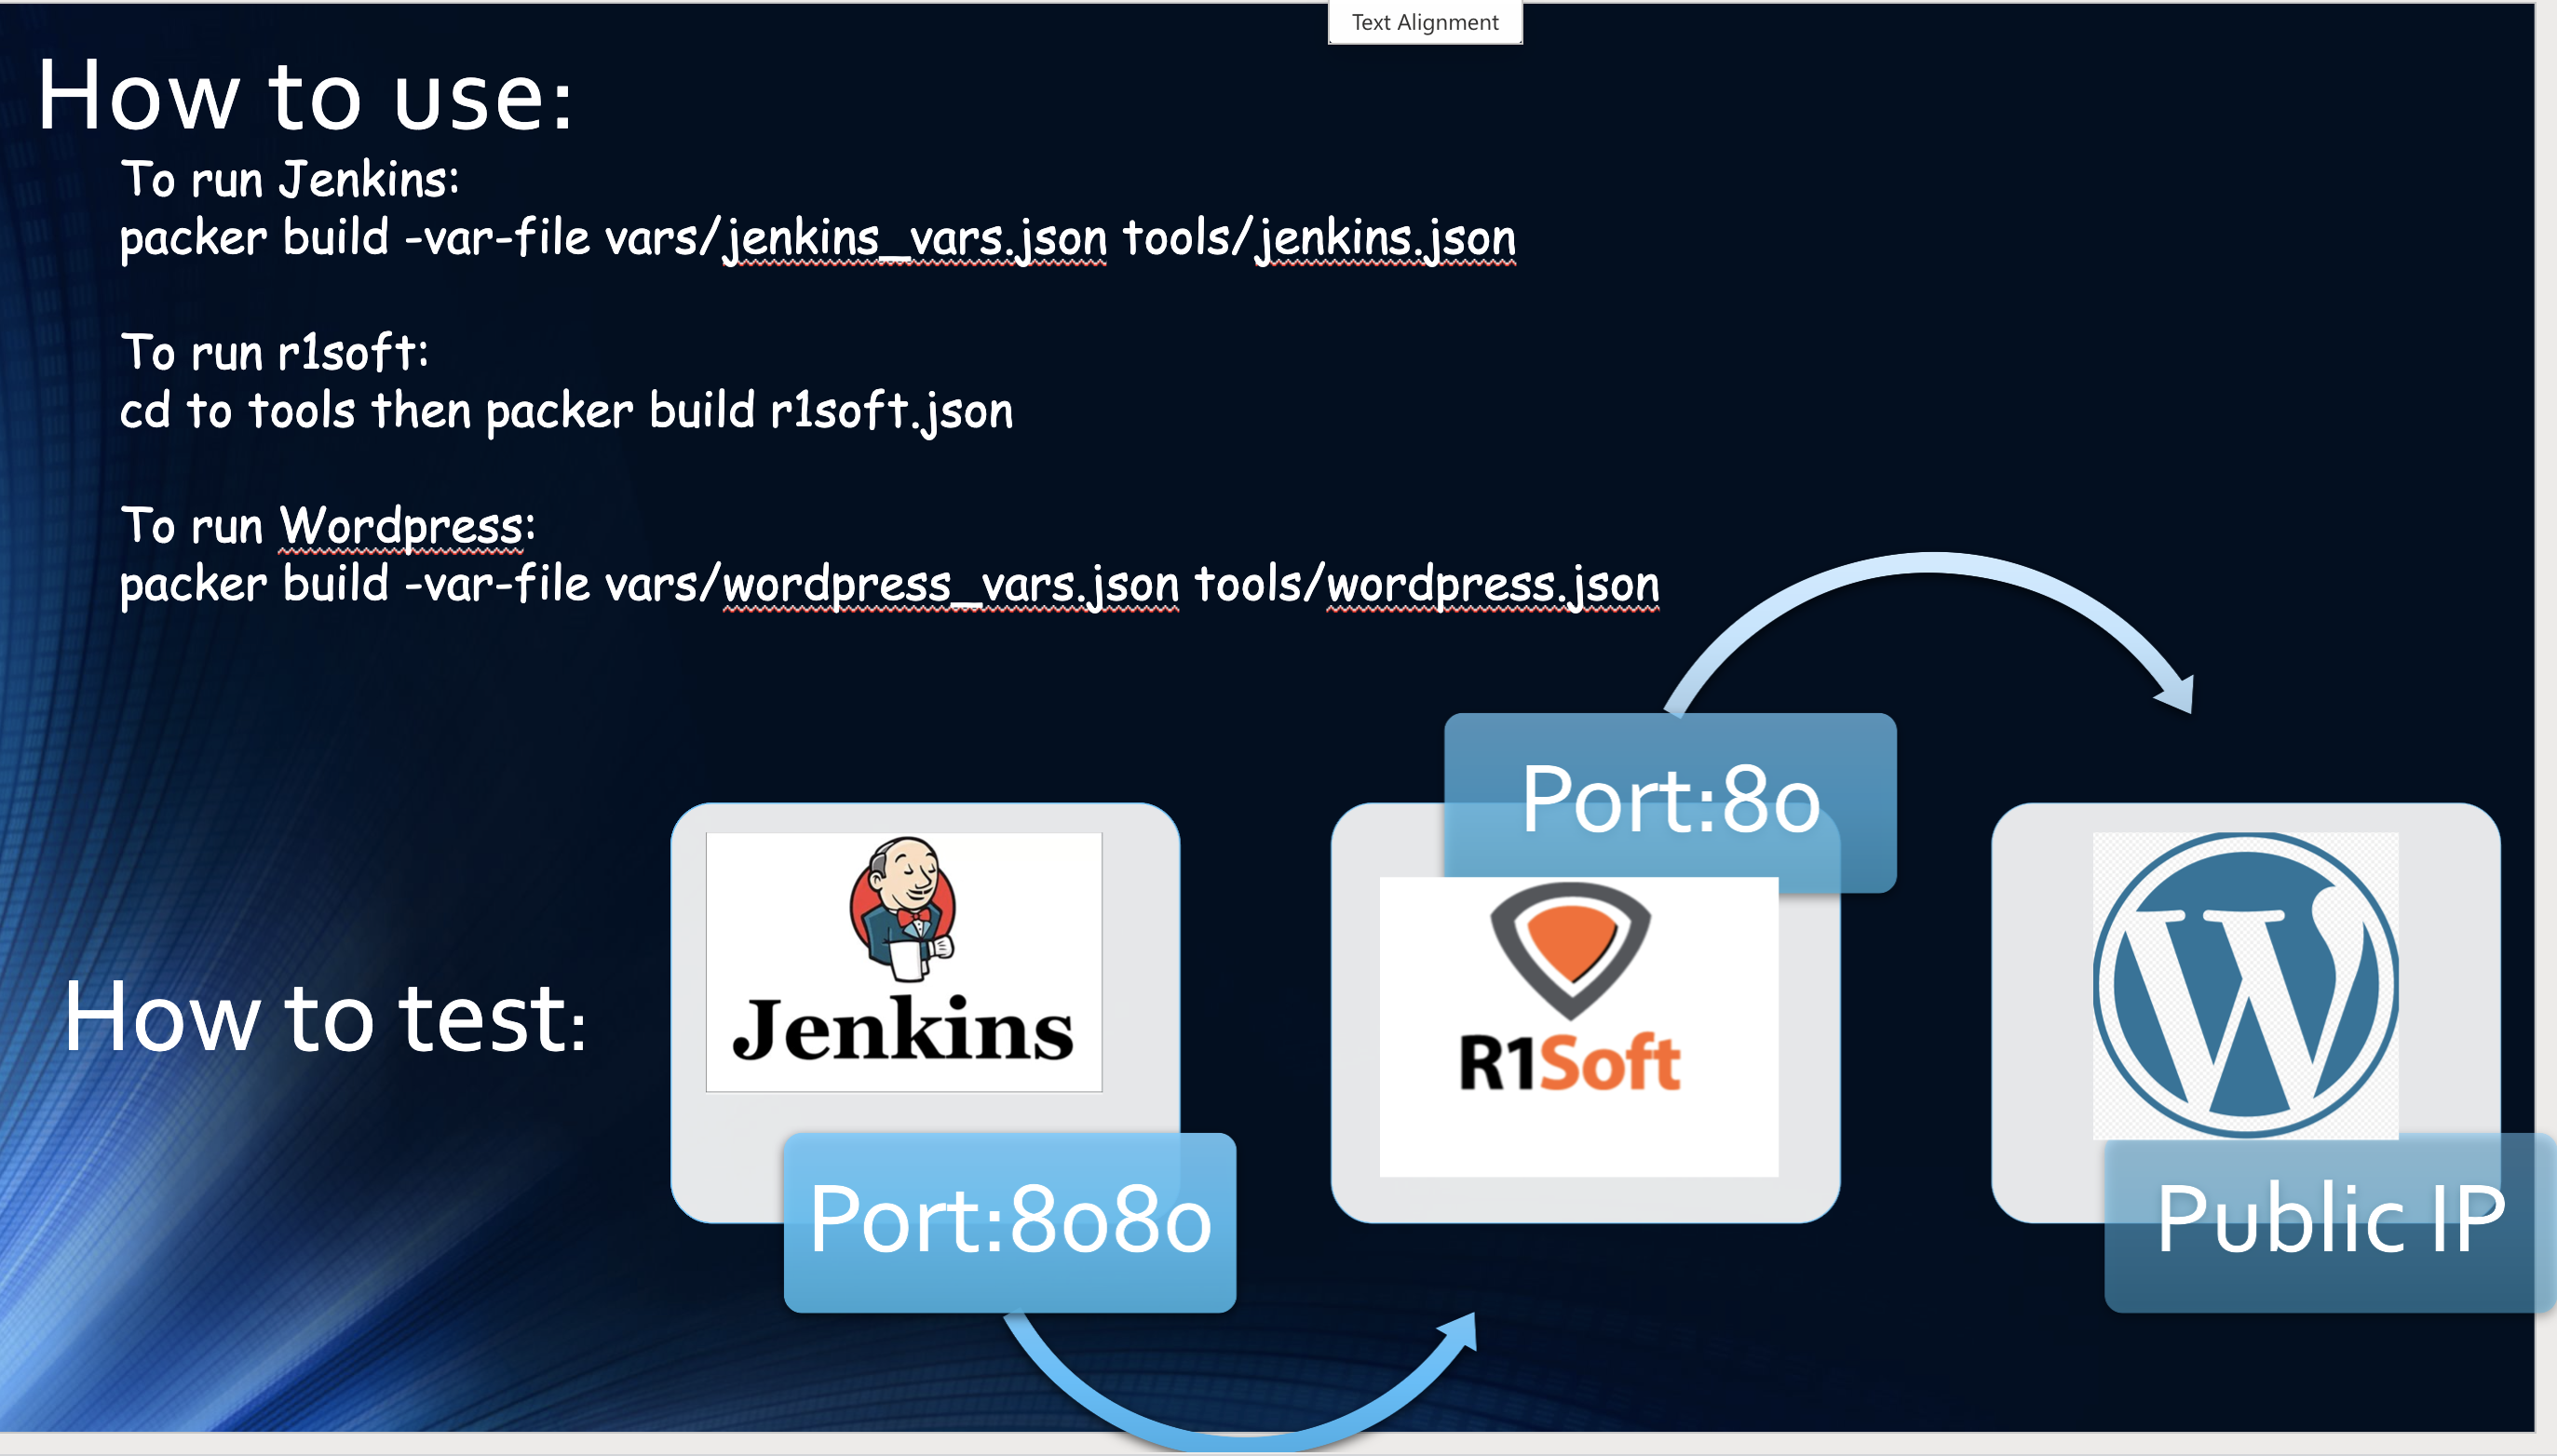 Text Alignment
How to use:
To run Jenkins:
packer build -var-file vars/jenkins_vars.json tools/jenkins.json
To run r1soft:
cd to tools then packer build r1soft.json
To run Wordpress:
packer build -var-file vars/wordpress_vars.json tools/wordpress.json
How to test:
Jenkins
Port:8080
Port:80
R1Soft
W
Public IP